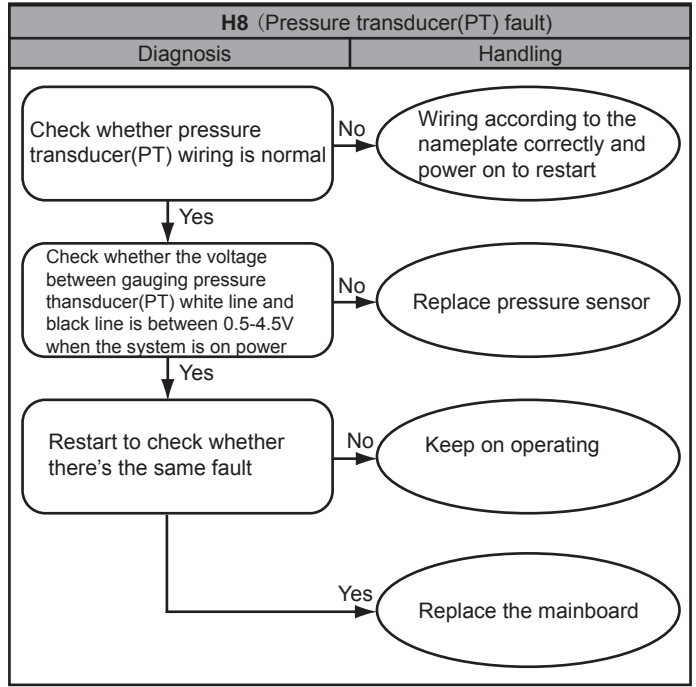 H8（Pressure transducer(PT) fault)
Diagnosis
Handling
Check whether pressure
transducer(PT) wiring is normal
No
Wiring according to the
nameplate correctly and
power on to restart
Yes
Check whether the voltage
between gauging pressure
thansducer(PT) white line and
black line is between 0.5-4.5V
when the system is on power
No
Replace pressure sensor
Yes
Restart to check whether
there's the same fault
No
Keep on operating
Yes
Replace the mainboard